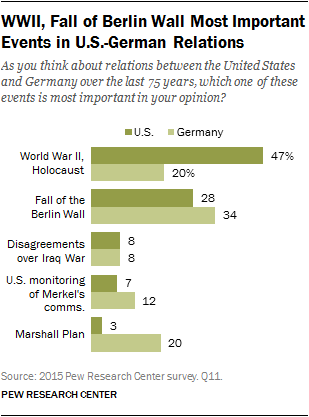 WWII, Fall of Berlin Wall Most Important
Events in U.S.-German Relations
As you think about relations between the United States
and Germany over the last 75 years, which one of these
events is most important in your opinion?
U.S. Germany
World War II,
Holocaust
47%
20%
Fall of the
Berlin Wall
28
34
Disagreements
over Iraq War
8
8
U.S. monitoring
of Merkel's
comms.
7
12
Marshall Plan
3
20
Source: 2015 Pew Research Center survey. Q11.
PEW RESEARCH CENTER